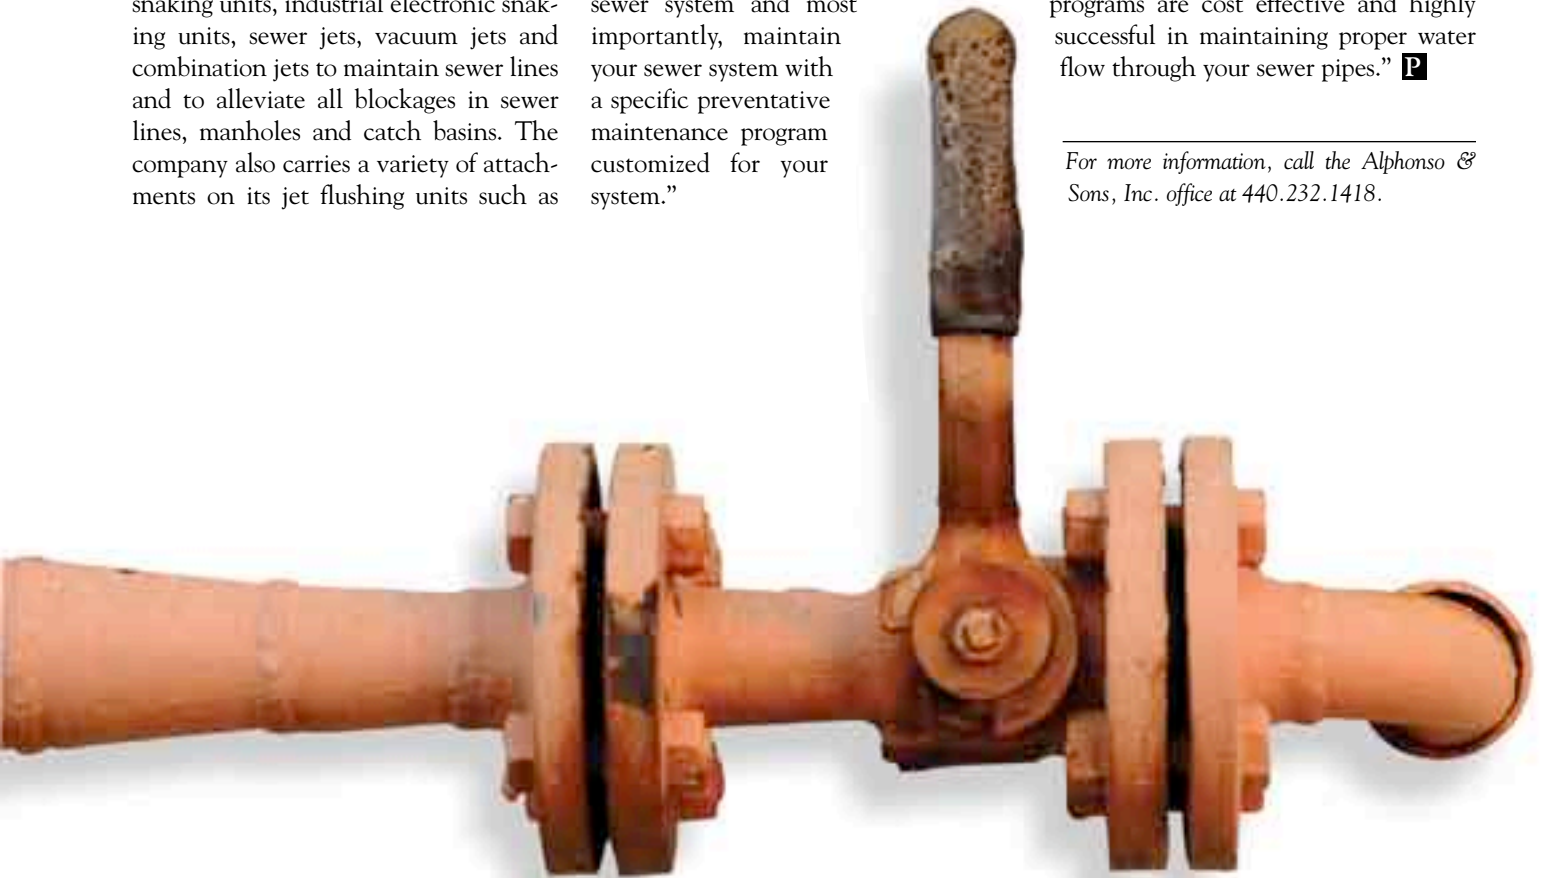 snaking units, industrial electronic snak-
ing units, sewer jets, vacuum jets and
combination jets to maintain sewer lines
and to alleviate all blockages in sewer
lines, manholes and catch basins. The
company also carries a variety of attach-
ments on its jet flushing units such as
sewer system and most
importantly, maintain
your sewer system with
a specific preventative
maintenance program
customized for your
system.”
programs are cost effective and highly
successful in maintaining proper water
flow through your sewer pipes.” P
For more information, call the Alphonso &
Sons, Inc. office at 440.232.1418.